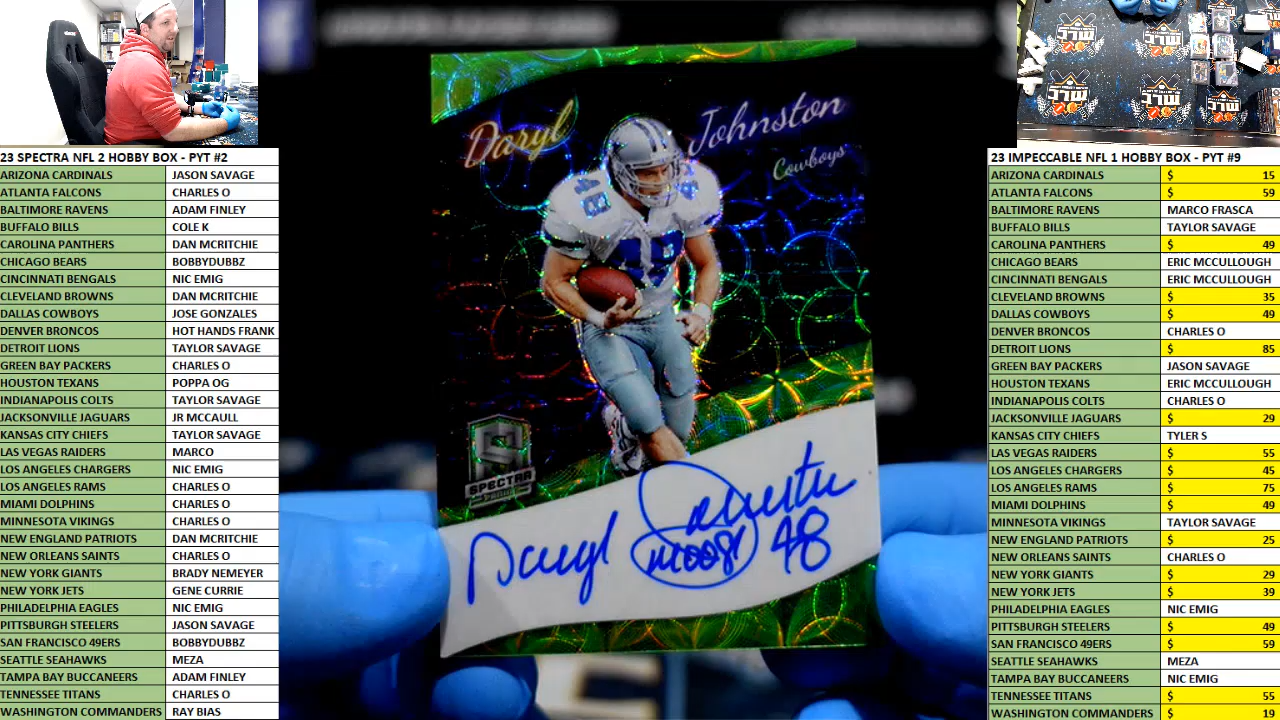 23 SPECTRA NFL 2 HOBBY BOX - PYT #2
ARIZONA CARDINALS JASON SAVAGE
ATLANTA FALCONS CHARLES O
BALTIMORE RAVENS ADAM FINLEY
BUFFALO BILLS COLE K
CAROLINA PANTHERS DAN MCRITCHIE
CHICAGO BEARS BOBBYDUBBZ
CINCINNATI BENGALS NIC EMIG
CLEVELAND BROWNS DAN MCRITCHIE
DALLAS COWBOYS JOSE GONZALES
DENVER BRONCOS HOT HANDS FRANK
DETROIT LIONS TAYLOR SAVAGE
GREEN BAY PACKERS CHARLES O
HOUSTON TEXANS POPPA OG
INDIANAPOLIS COLTS TAYLOR SAVAGE
JACKSONVILLE JAGUARS JR MCCAULL
KANSAS CITY CHIEFS TAYLOR SAVAGE
LAS VEGAS RAIDERS MARCO
LOS ANGELES CHARGERS NIC EMIG
LOS ANGELES RAMS CHARLES O
MIAMI DOLPHINS CHARLES O
MINNESOTA VIKINGS CHARLES O
NEW ENGLAND PATRIOTS DAN MCRITCHIE
NEW ORLEANS SAINTS CHARLES O
NEW YORK GIANTS BRADY NEMEYER
NEW YORK JETS GENE CURRIE
PHILADELPHIA EAGLES NIC EMIG
PITTSBURGH STEELERS JASON SAVAGE
SAN FRANCISCO 49ERS BOBBYDUBBZ
SEATTLE SEAHAWKS MEZA
TAMPA BAY BUCCANEERS ADAM FINLEY
TENNESSEE TITANS CHARLES O
WASHINGTON COMMANDERS RAY BIAS
Daryl Johnston
Cowboys
48
SPECTRA
Daryl Johnston
moose 48
23 IMPECCABLE NFL 1 HOBBY BOX - PYT #9
ARIZONA CARDINALS $ 15
ATLANTA FALCONS $ 59
BALTIMORE RAVENS MARCO FRASCA
BUFFALO BILLS TAYLOR SAVAGE
CAROLINA PANTHERS $ 49
CHICAGO BEARS ERIC MCCULLOUGH
CINCINNATI BENGALS ERIC MCCULLOUGH
CLEVELAND BROWNS $ 35
DALLAS COWBOYS $ 49
DENVER BRONCOS CHARLES O
DETROIT LIONS $ 85
GREEN BAY PACKERS JASON SAVAGE
HOUSTON TEXANS ERIC MCCULLOUGH
INDIANAPOLIS COLTS CHARLES O
JACKSONVILLE JAGUARS $ 29
KANSAS CITY CHIEFS TYLER S
LAS VEGAS RAIDERS $ 55
LOS ANGELES CHARGERS $ 45
LOS ANGELES RAMS $ 75
MIAMI DOLPHINS $ 49
MINNESOTA VIKINGS TAYLOR SAVAGE
NEW ENGLAND PATRIOTS $ 25
NEW ORLEANS SAINTS CHARLES O
NEW YORK GIANTS $ 29
NEW YORK JETS $ 39
PHILADELPHIA EAGLES NIC EMIG
PITTSBURGH STEELERS $ 49
SAN FRANCISCO 49ERS $ 59
SEATTLE SEAHAWKS MEZA
TAMPA BAY BUCCANEERS NIC EMIG
TENNESSEE TITANS $ 55
WASHINGTON COMMANDERS $ 19